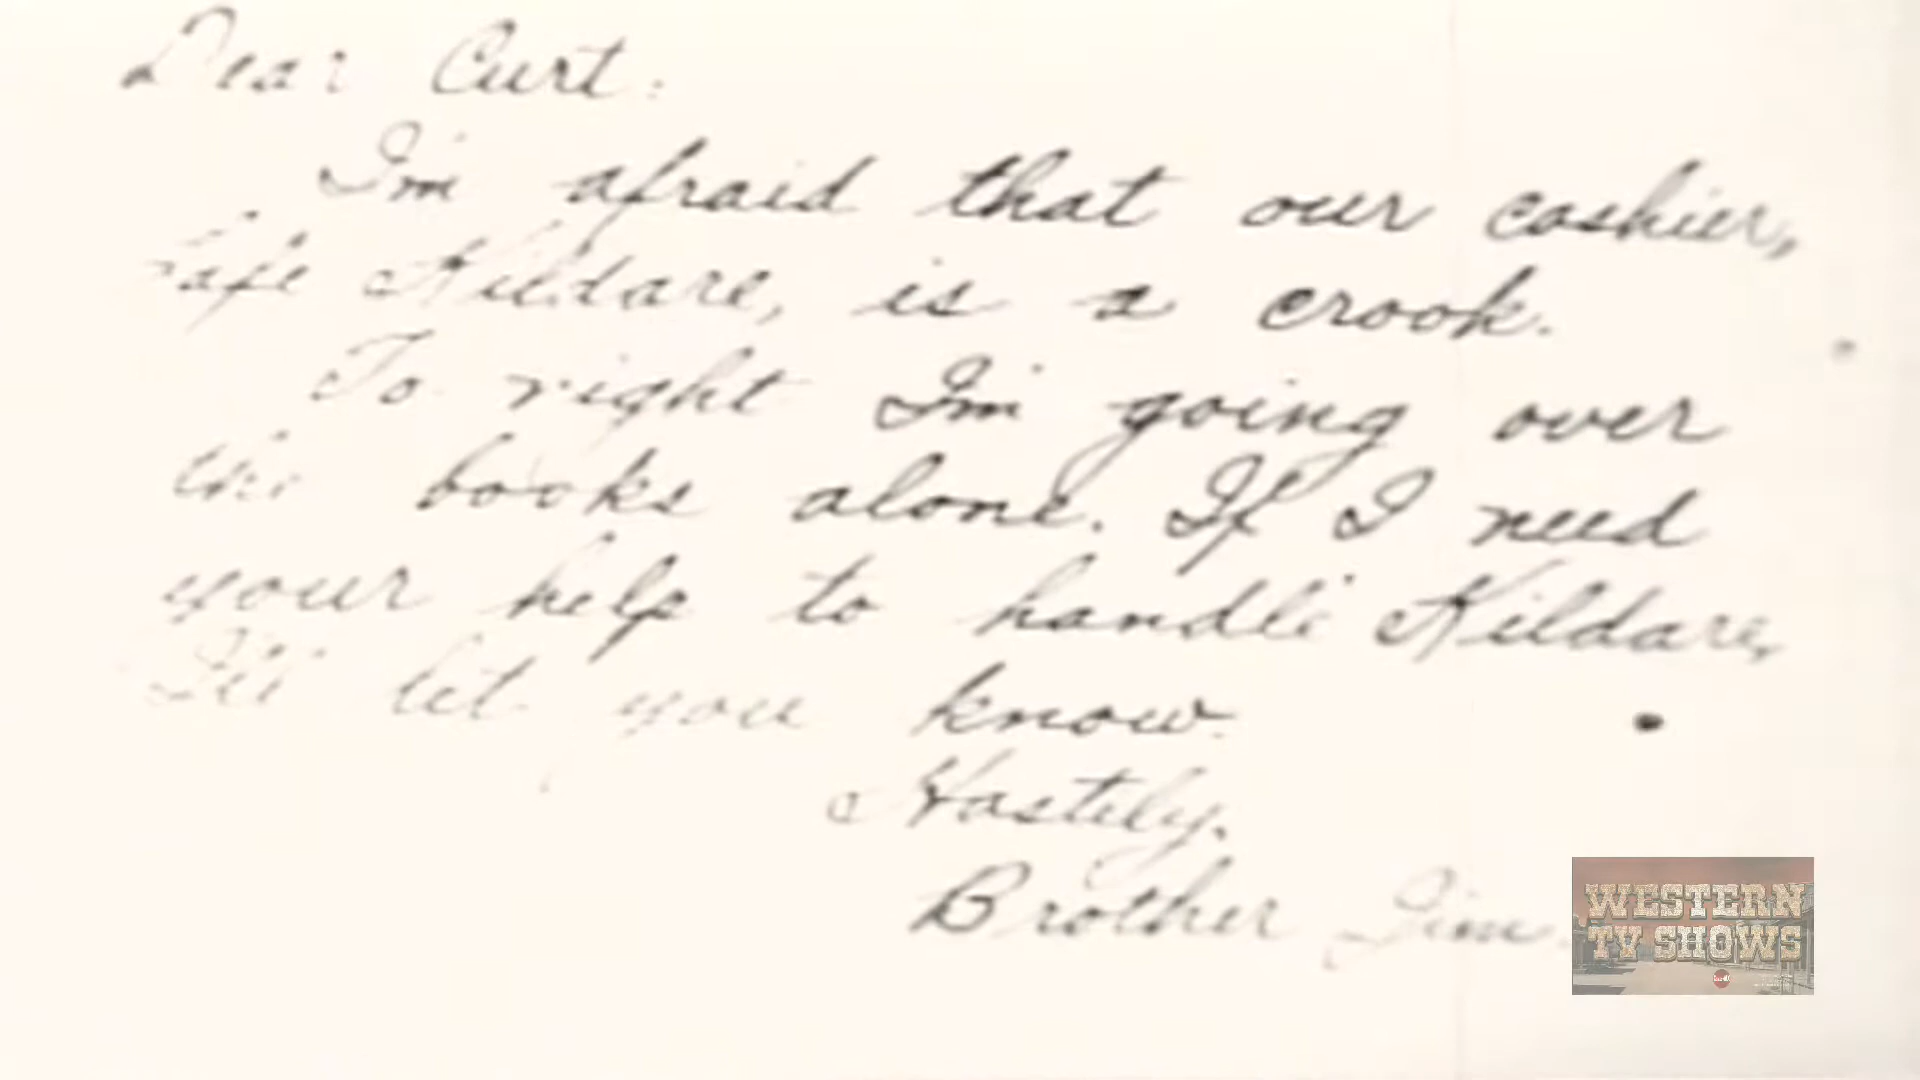 Dear Curt:
I'm afraid that our cashier,
Kildare, is a crook.
To right I'm going over
the books alone. If I need
your help to handle Kildare,
I'll let you know.
Hastily,
Brother Jim.
WESTERN
TV SHOWS